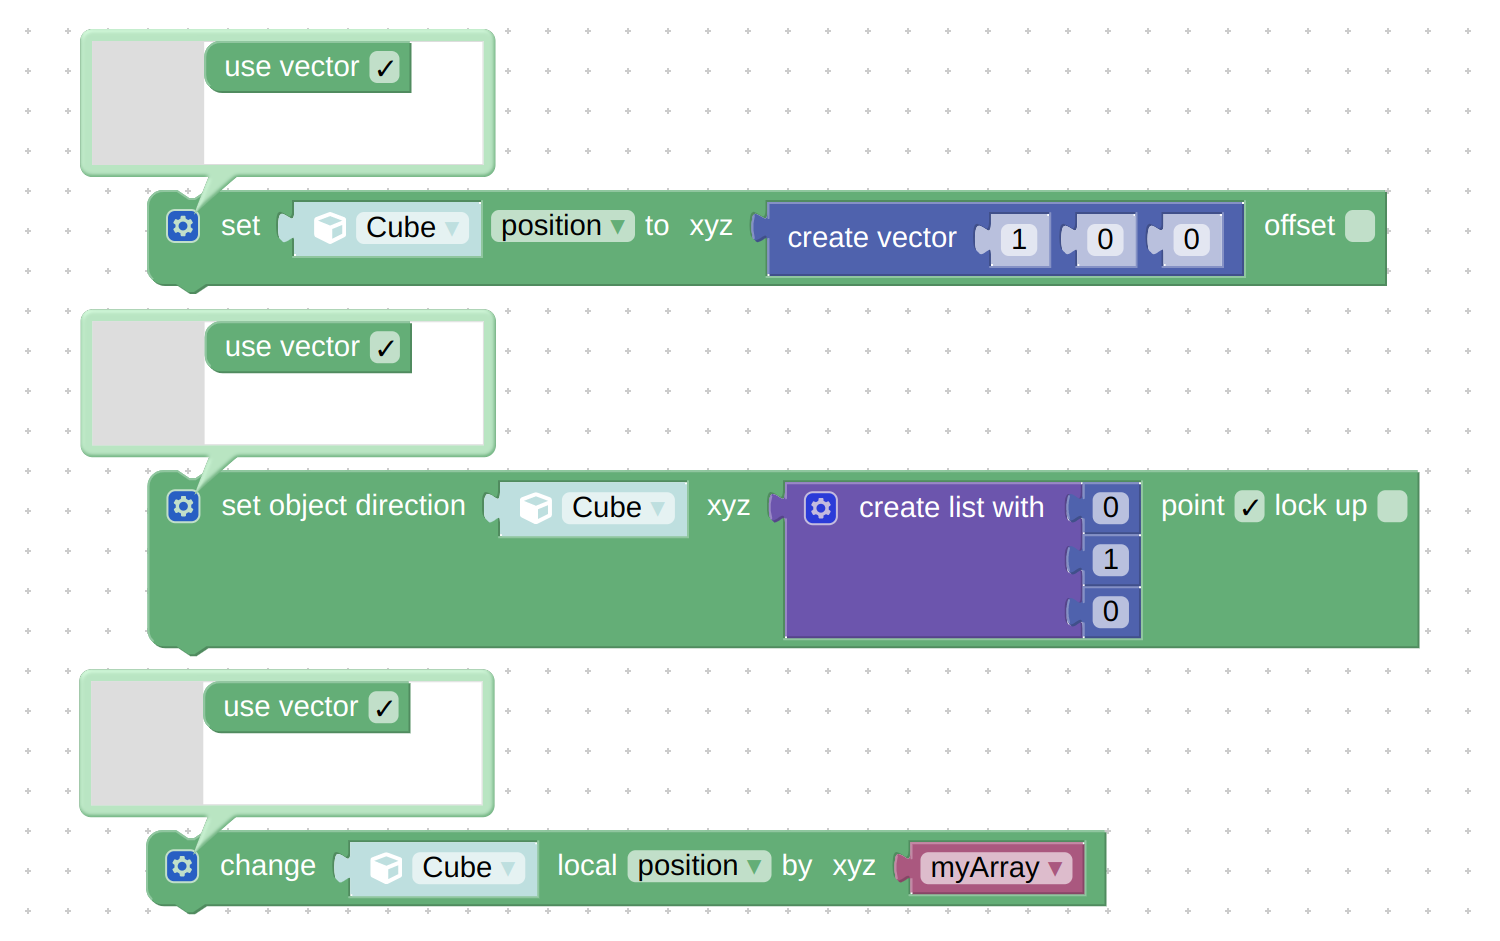 use vector ✓
set Cube ▾ position ▾ to xyz create vector 1 0 0 offset
use vector ✓
set object direction Cube ▾ xyz create list with 0 point ✓ lock up
1
0
use vector ✓
change Cube ▾ local position ▾ by xyz myArray ▾